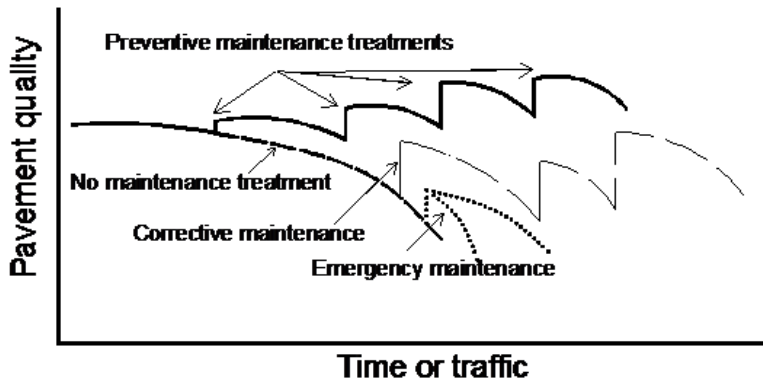 Preventive maintenance treatments
Pavement quality
No maintenance treatment
Corrective maintenance
Emergency maintenance
Time or traffic